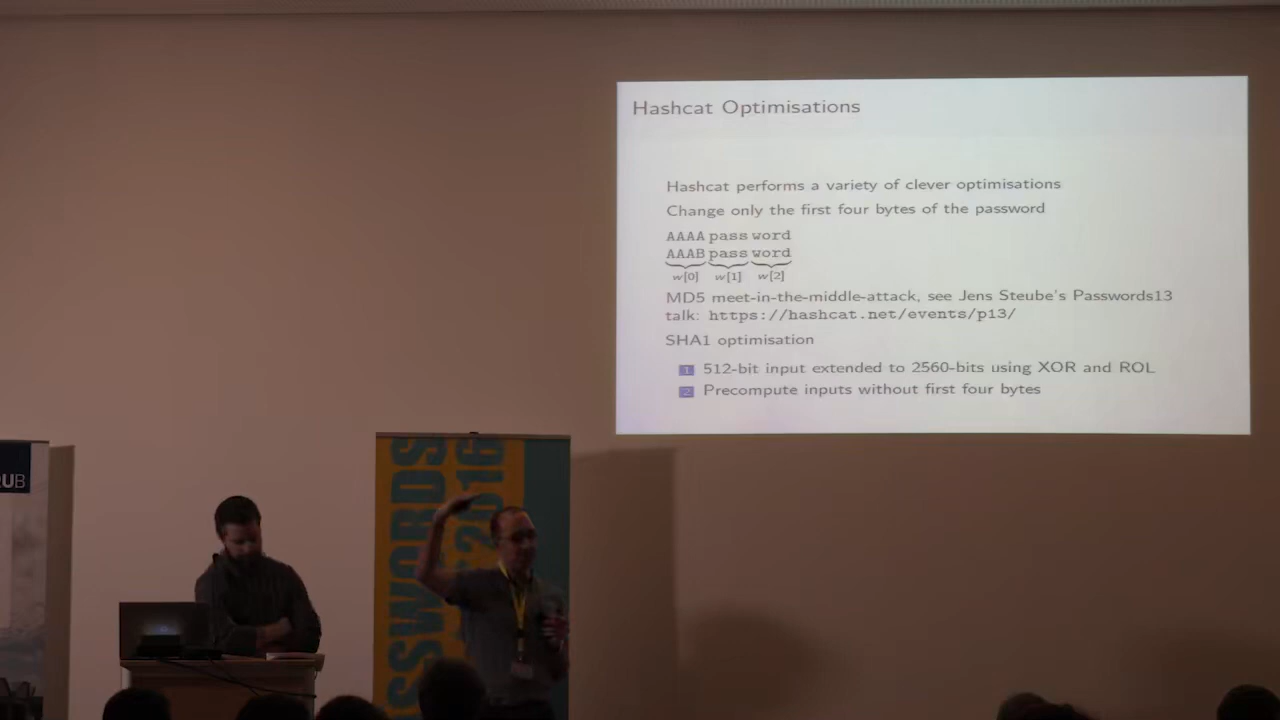 Hashcat Optimisations
Hashcat performs a variety of clever optimisations
Change only the first four bytes of the password
AAAA pass word
AAAB pass word
w[0] w[1] w[2]
MD5 meet-in-the-middle-attack, see Jens Steube's Passwords13
talk: https://hashcat.net/events/p13/
SHA1 optimisation
1 512-bit input extended to 2560-bits using XOR and ROL
2 Precompute inputs without first four bytes
UB
SSWORDS
2016